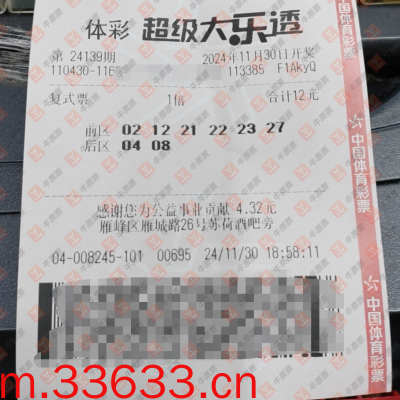 体彩 超级大乐透
第 24139期 2024年11月30日开奖
110430-116 113385 F1AkyQ
复式票 1倍 合计12元
前区 02 12 21 22 23 27
后区 04 08
感谢您为公益事业贡献 4.32元
雁峰区雁城路26号苏荷酒吧旁
04-008245-101 00695 24/11/30 18:58:11
中国体育彩票
中国体育彩票
m.33633.cn